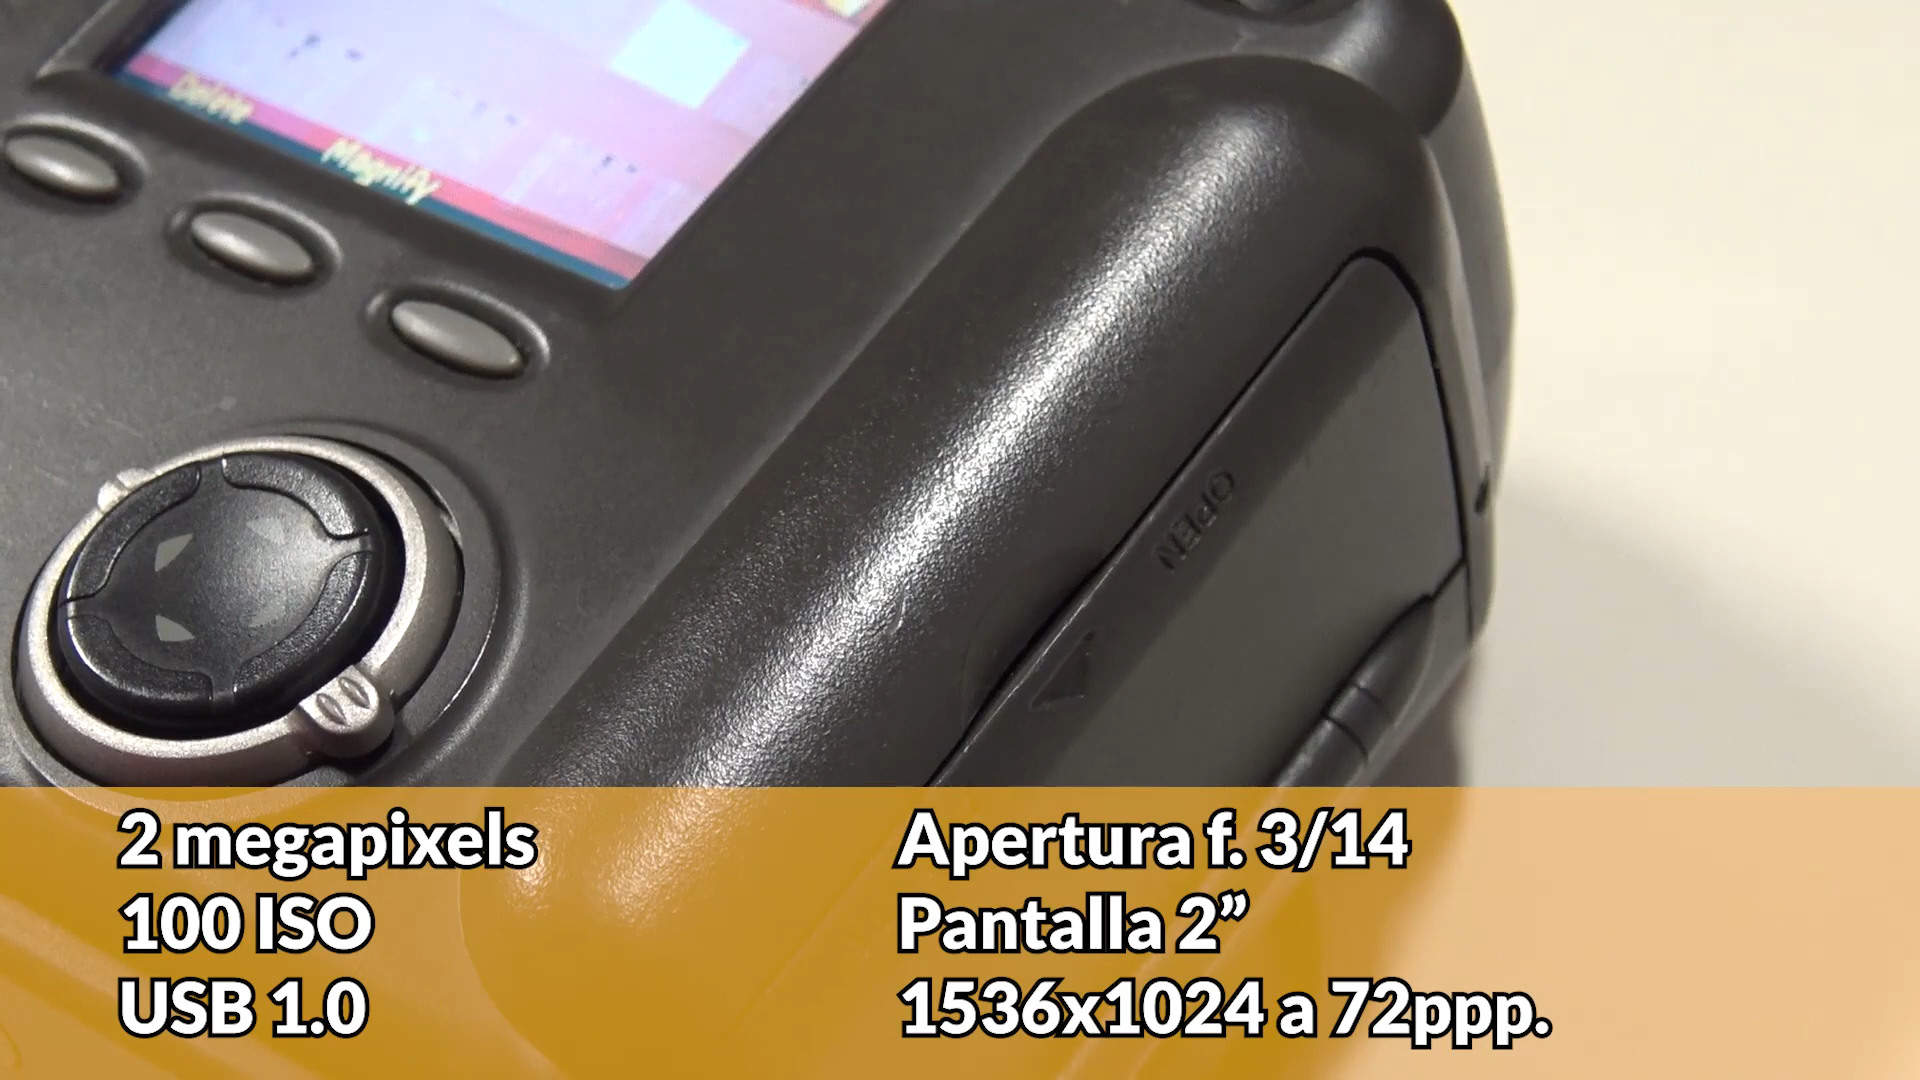 Delete
Magnify
OPEN
2 megapixels
100 ISO
USB 1.0
Apertura f. 3/14
Pantalla 2”
1536x1024 a 72ppp.